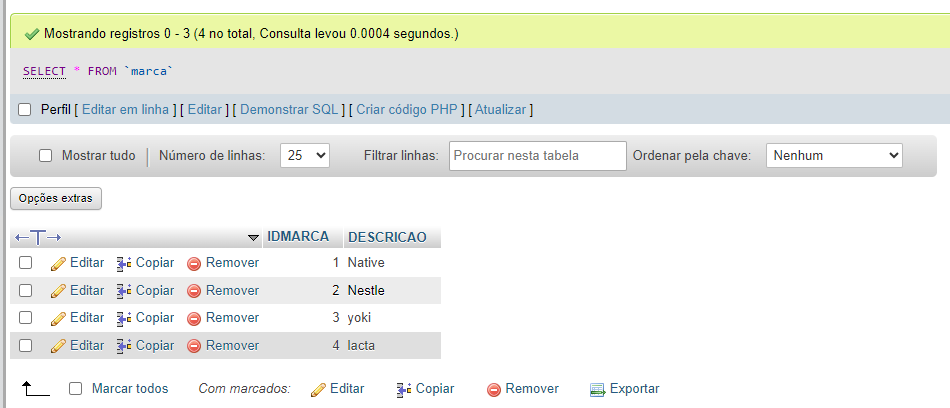 Mostrando registros 0 - 3 (4 no total, Consulta levou 0.0004 segundos.)
SELECT * FROM `marca`
Perfil [ Editar em linha ] [ Editar ] [ Demonstrar SQL ] [ Criar código PHP ] [ Atualizar ]
Mostrar tudo Número de linhas: 25 Filtrar linhas: Procurar nesta tabela Ordenar pela chave: Nenhum
Opções extras
IDMARCA DESCRICAO
Editar Copiar Remover 1 Native
Editar Copiar Remover 2 Nestle
Editar Copiar Remover 3 yoki
Editar Copiar Remover 4 lacta
Marcar todos Com marcados: Editar Copiar Remover Exportar